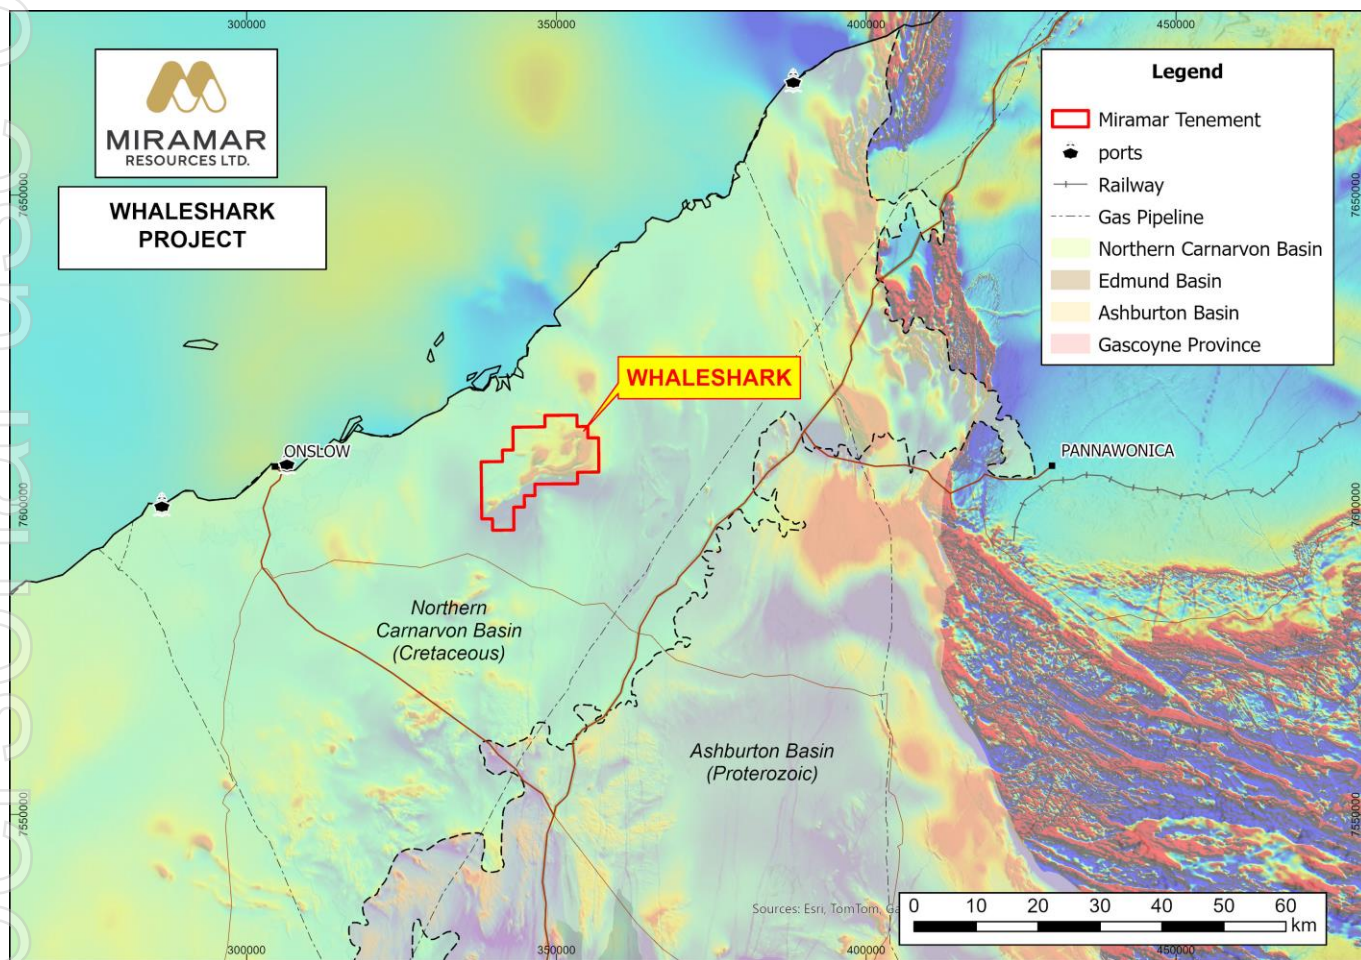 300000
350000
400000
450000
MIRAMAR
RESOURCES LTD.
WHALESHARK
PROJECT
Legend
Miramar Tenement
ports
Railway
Gas Pipeline
Northern Carnarvon Basin
Edmund Basin
Ashburton Basin
Gascoyne Province
7650000
7650000
WHALESHARK
ONSLOW
PANNAWONICA
7600000
7600000
Northern
Carnarvon Basin
(Cretaceous)
Ashburton Basin
(Proterozoic)
7550000
7550000
Sources: Esri, TomTom,
0 10 20 30 40 50 60
km
300000
350000
400000
450000